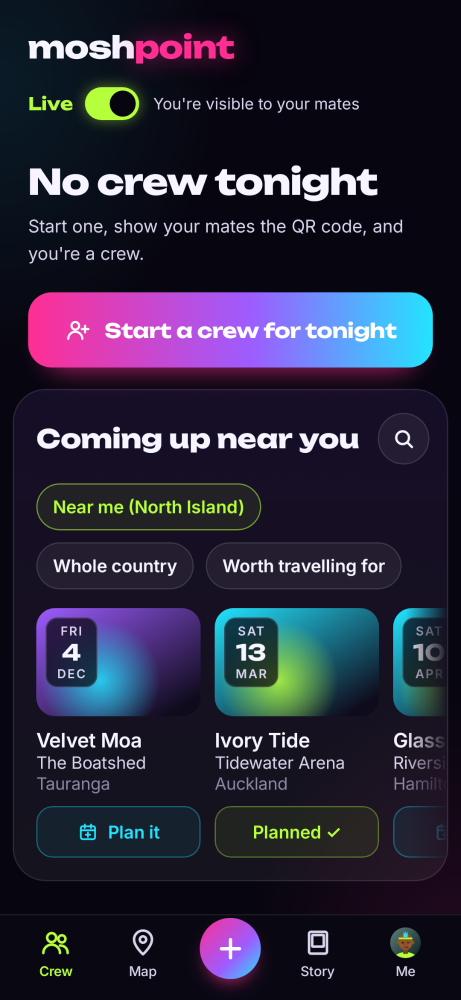 moshpoint
Live You're visible to your mates
No crew tonight
Start one, show your mates the QR code, and
you're a crew.
Start a crew for tonight
Coming up near you
Near me (North Island)
Whole country Worth travelling for
FRI
4
DEC
Velvet Moa
The Boatshed
Tauranga
Plan it
SAT
13
MAR
Ivory Tide
Tidewater Arena
Auckland
Planned ✓
SAT
10
APR
Glass
Crew Map Story Me